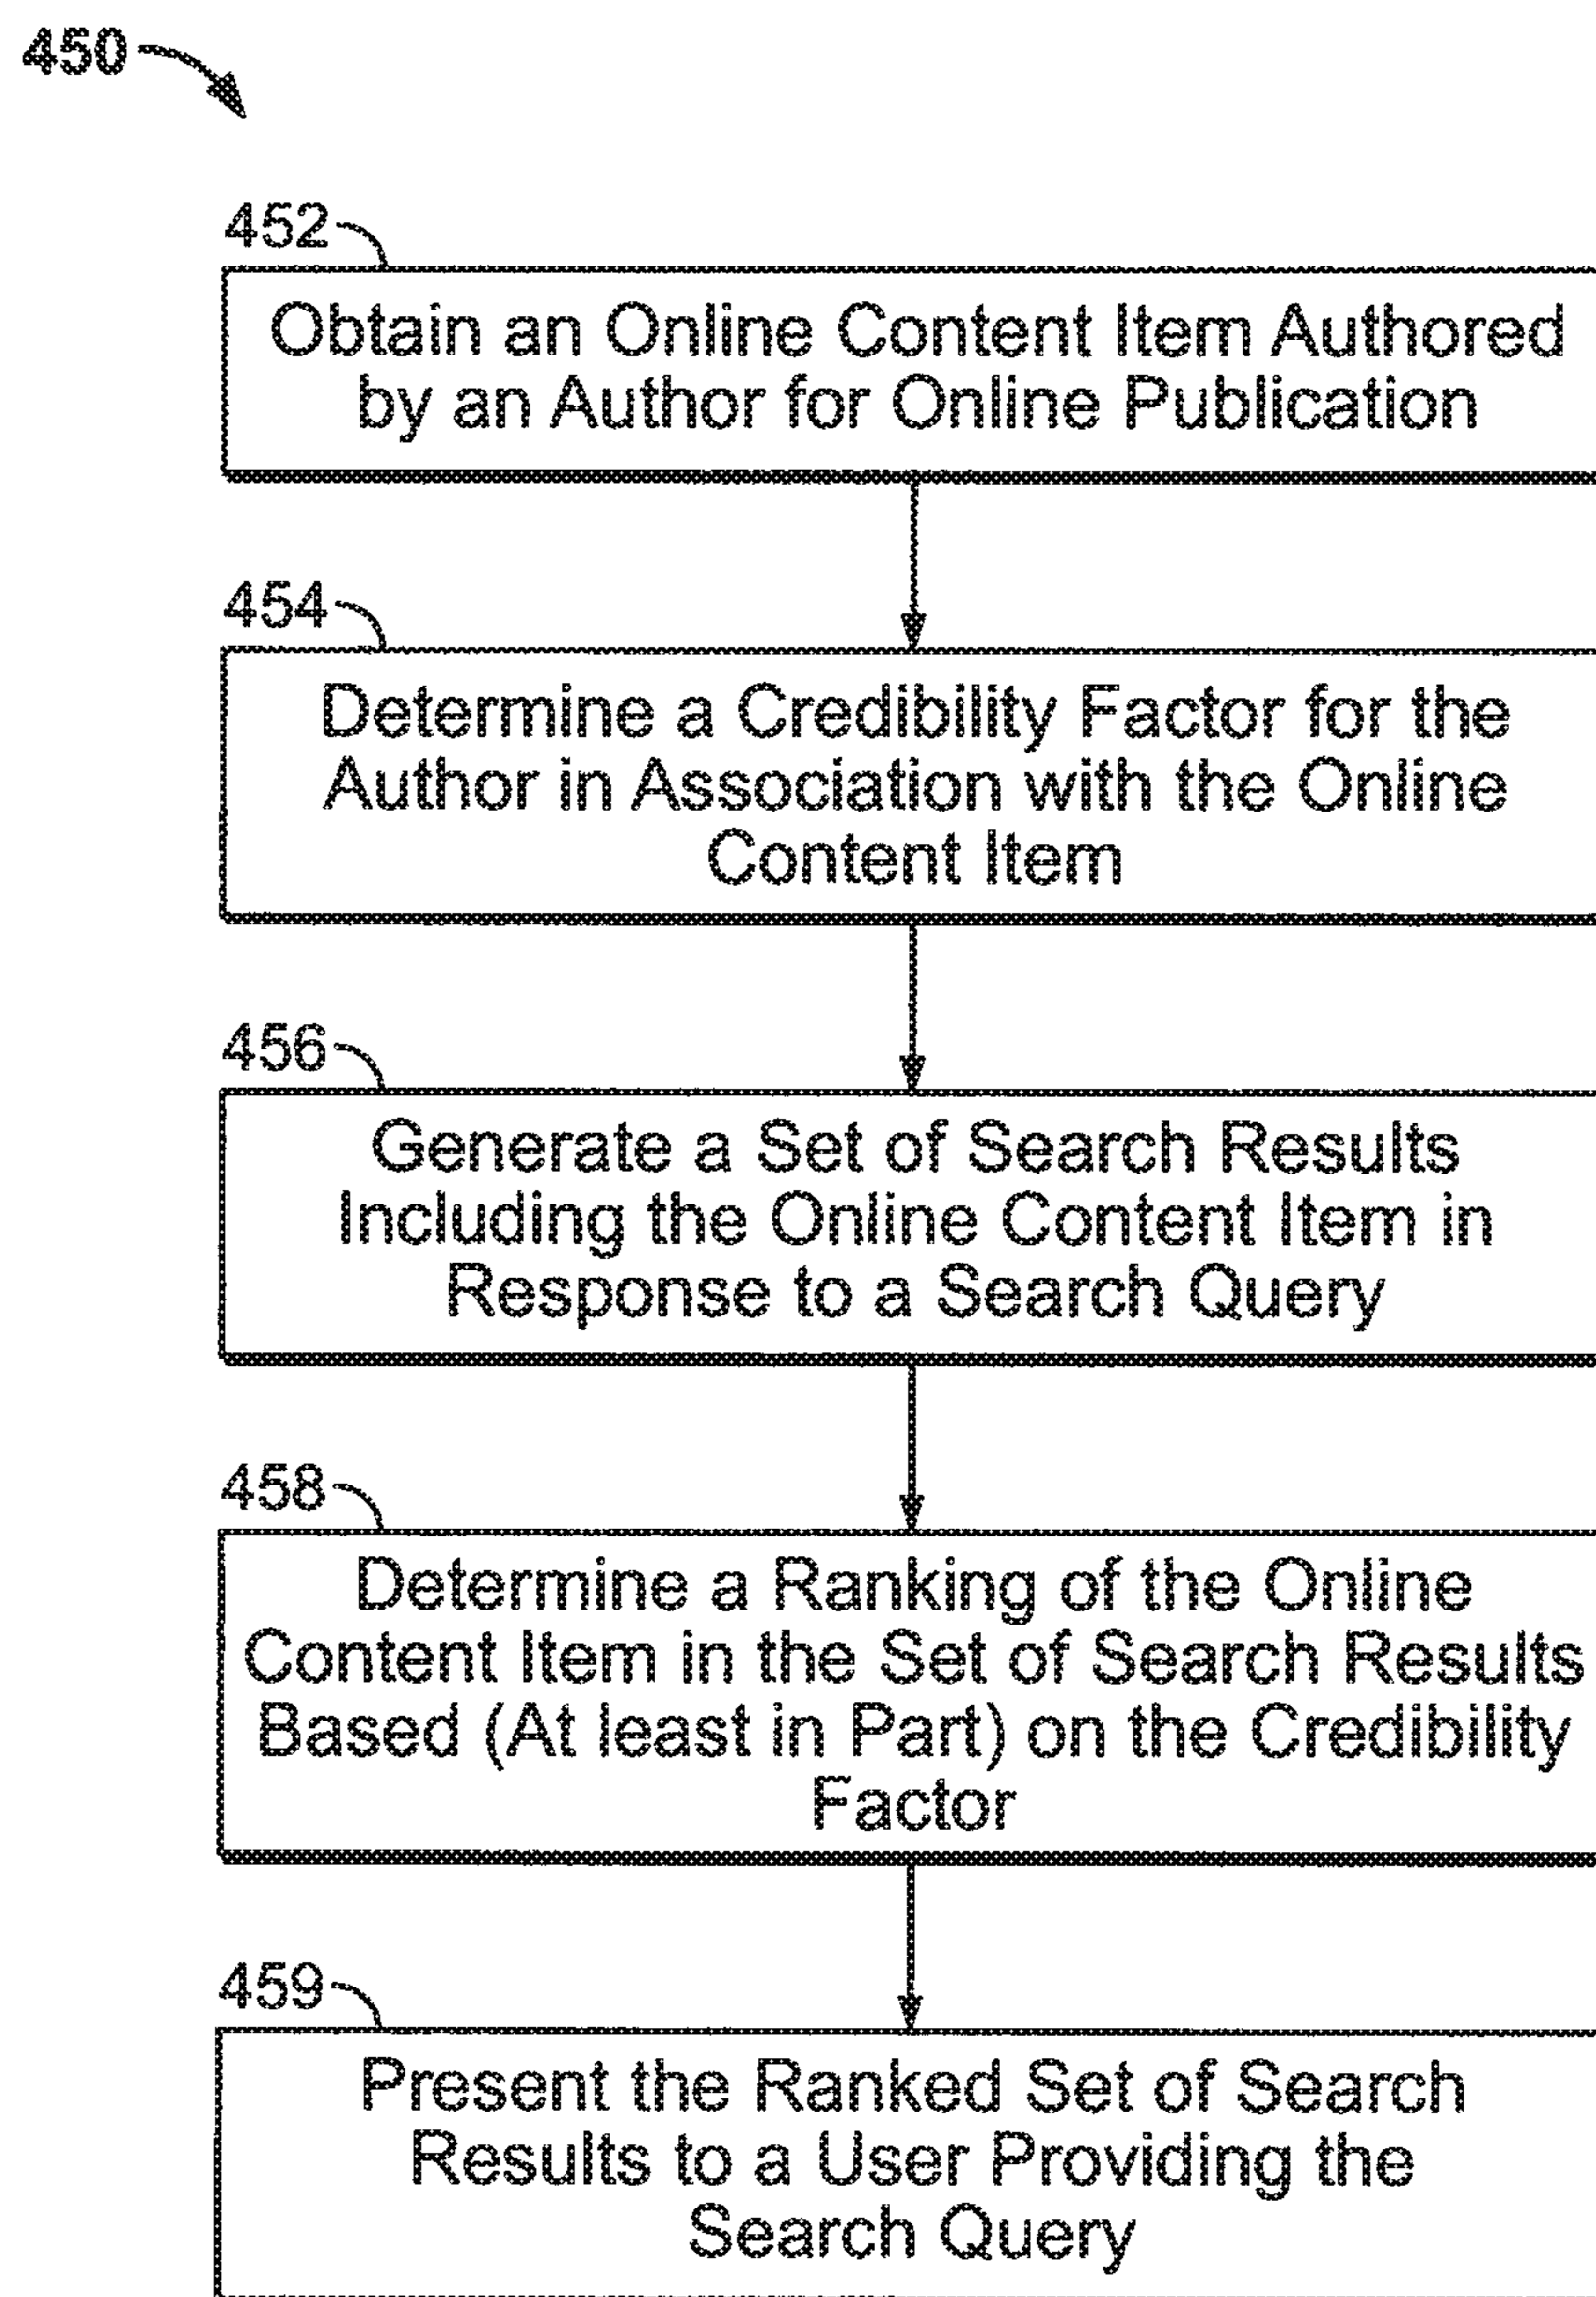 450
452
Obtain an Online Content Item Authored
by an Author for Online Publication
454
Determine a Credibility Factor for the
Author in Association with the Online
Content Item
456
Generate a Set of Search Results
Including the Online Content Item in
Response to a Search Query
458
Determine a Ranking of the Online
Content Item in the Set of Search Results
Based (At least in Part) on the Credibility
Factor
459
Present the Ranked Set of Search
Results to a User Providing the
Search Query